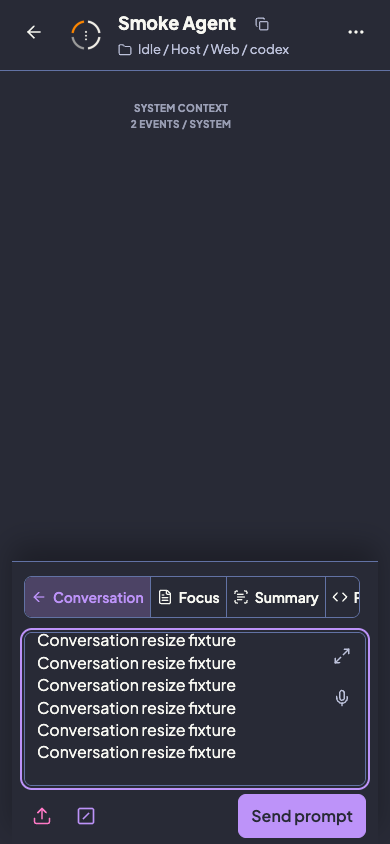 Smoke Agent
Idle / Host / Web / codex
SYSTEM CONTEXT
2 EVENTS / SYSTEM
Conversation
Focus
Summary
Conversation resize fixture
Conversation resize fixture
Conversation resize fixture
Conversation resize fixture
Conversation resize fixture
Conversation resize fixture
Send prompt